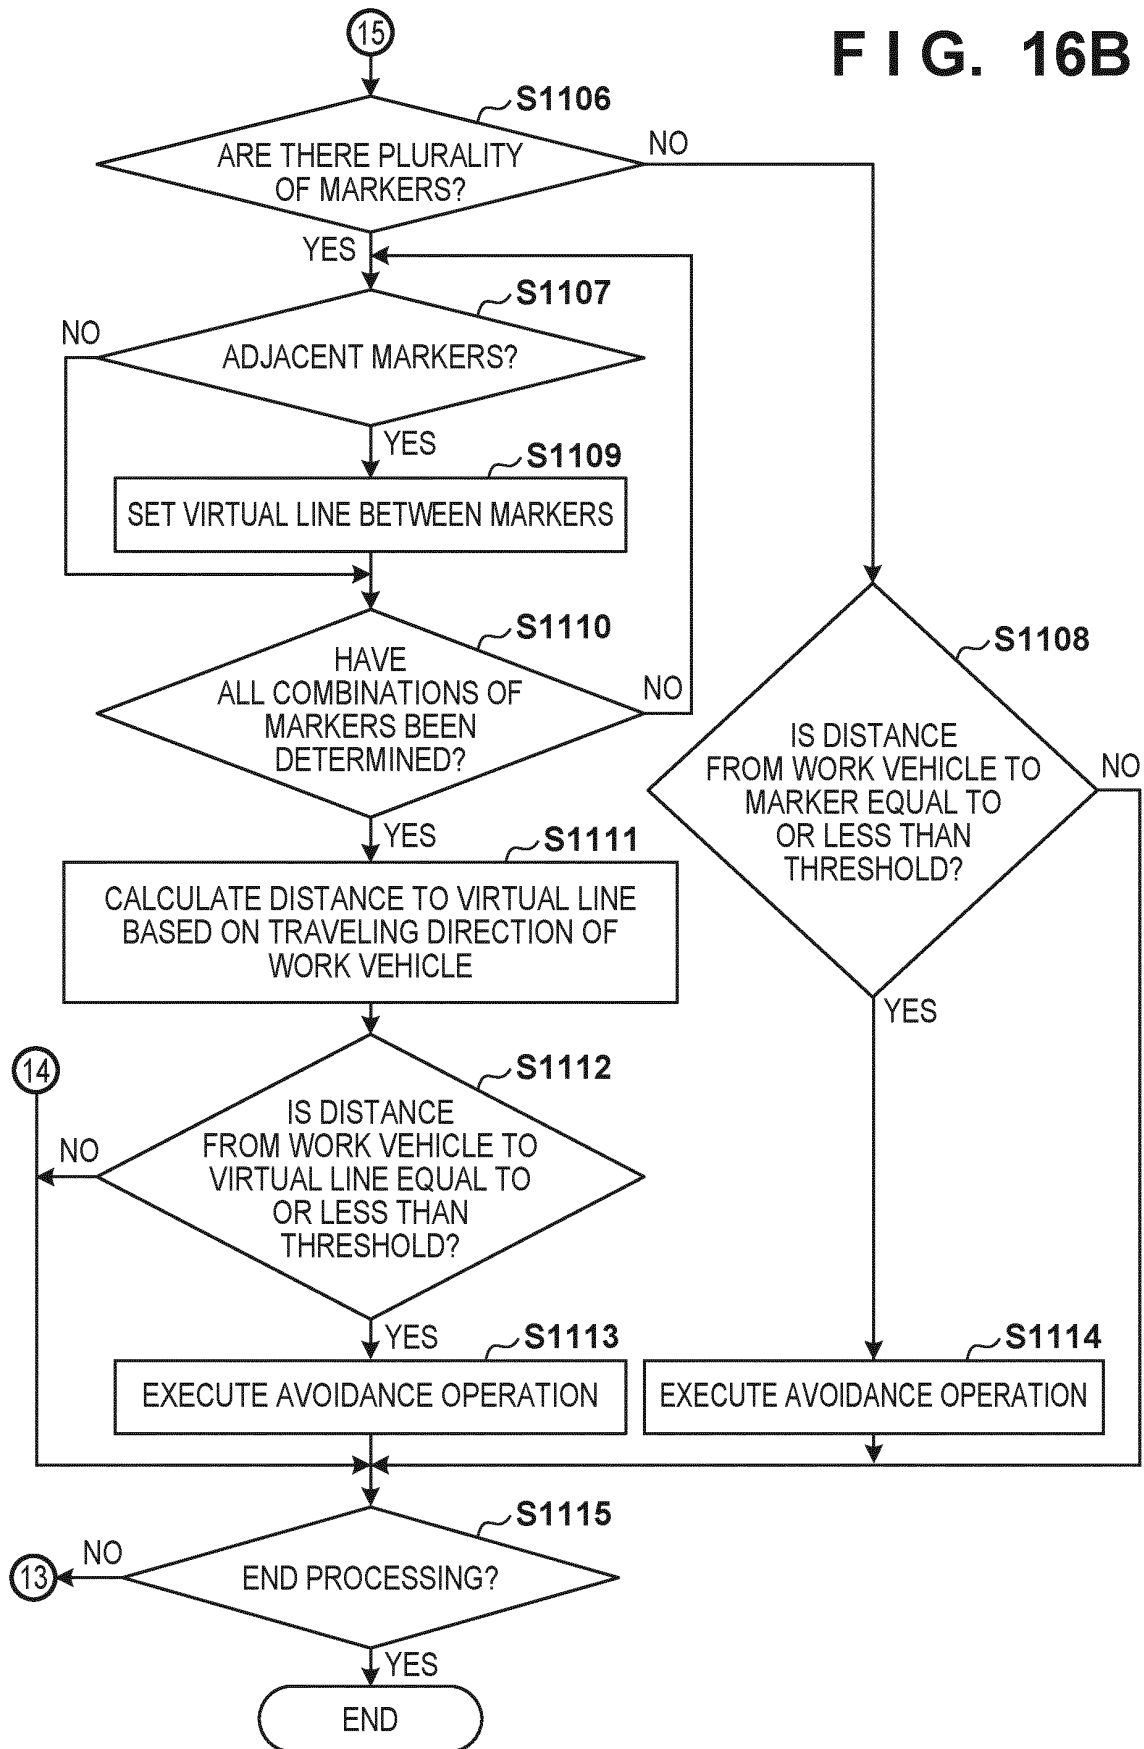 FIG. 16B
15
S1106
ARE THERE PLURALITY
OF MARKERS?
NO
YES
S1107
NO
ADJACENT MARKERS?
YES
S1109
SET VIRTUAL LINE BETWEEN MARKERS
S1110
HAVE
ALL COMBINATIONS OF
MARKERS BEEN
DETERMINED?
NO
YES
S1108
IS DISTANCE
FROM WORK VEHICLE TO
MARKER EQUAL TO
OR LESS THAN
THRESHOLD?
NO
YES
S1111
CALCULATE DISTANCE TO VIRTUAL LINE
BASED ON TRAVELING DIRECTION OF
WORK VEHICLE
14
S1112
IS DISTANCE
FROM WORK VEHICLE TO
VIRTUAL LINE EQUAL TO
OR LESS THAN
THRESHOLD?
NO
YES
S1113
EXECUTE AVOIDANCE OPERATION
S1114
EXECUTE AVOIDANCE OPERATION
S1115
13
NO
END PROCESSING?
YES
END